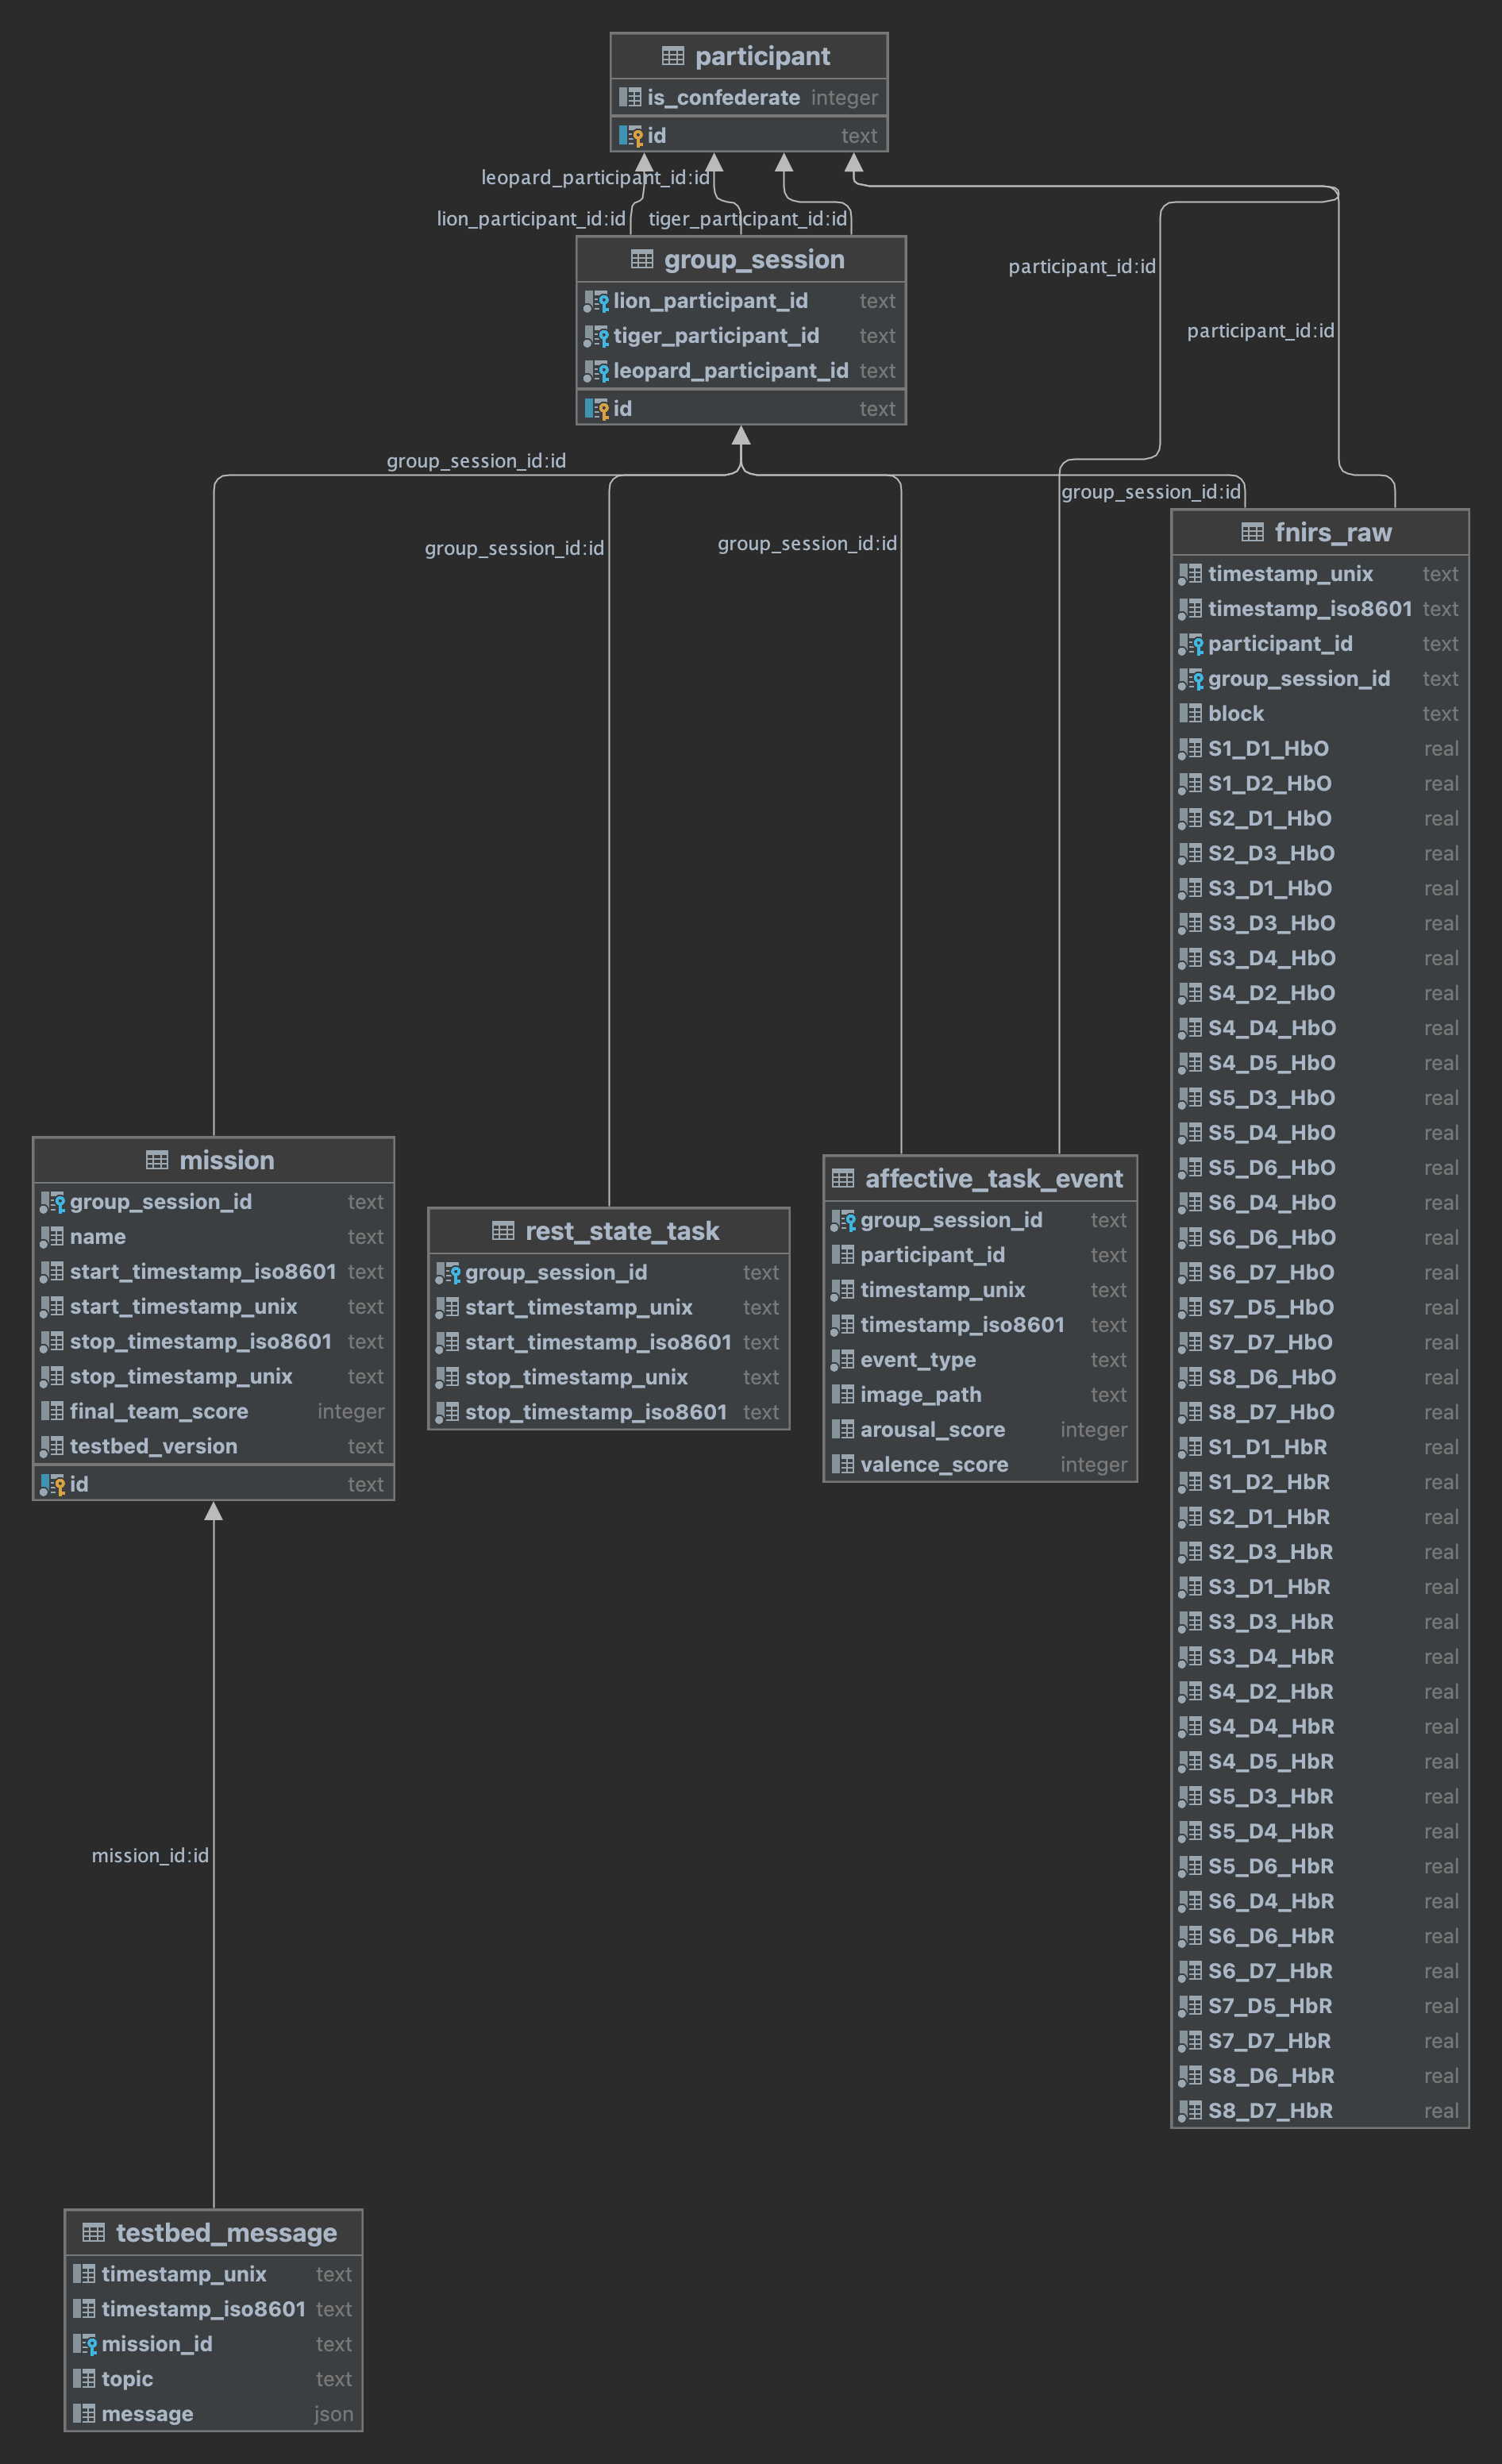 participant
is_confederate integer
id text
leopard_participant_id:id
lion_participant_id:id
tiger_participant_id:id
group_session
lion_participant_id text
tiger_participant_id text
leopard_participant_id text
id text
participant_id:id
participant_id:id
group_session_id:id
group_session_id:id
group_session_id:id
group_session_id:id
fnirs_raw
timestamp_unix text
timestamp_iso8601 text
participant_id text
group_session_id text
block text
S1_D1_HbO real
S1_D2_HbO real
S2_D1_HbO real
S2_D3_HbO real
S3_D1_HbO real
S3_D3_HbO real
S3_D4_HbO real
S4_D2_HbO real
S4_D4_HbO real
S4_D5_HbO real
S5_D3_HbO real
S5_D4_HbO real
S5_D6_HbO real
S6_D4_HbO real
S6_D6_HbO real
S6_D7_HbO real
S7_D5_HbO real
S7_D7_HbO real
S8_D6_HbO real
S8_D7_HbO real
S1_D1_HbR real
S1_D2_HbR real
S2_D1_HbR real
S2_D3_HbR real
S3_D1_HbR real
S3_D3_HbR real
S3_D4_HbR real
S4_D2_HbR real
S4_D4_HbR real
S4_D5_HbR real
S5_D3_HbR real
S5_D4_HbR real
S5_D6_HbR real
S6_D4_HbR real
S6_D6_HbR real
S6_D7_HbR real
S7_D5_HbR real
S7_D7_HbR real
S8_D6_HbR real
S8_D7_HbR real
mission
group_session_id text
name text
start_timestamp_iso8601 text
start_timestamp_unix text
stop_timestamp_iso8601 text
stop_timestamp_unix text
final_team_score integer
testbed_version text
id text
rest_state_task
group_session_id text
start_timestamp_unix text
start_timestamp_iso8601 text
stop_timestamp_unix text
stop_timestamp_iso8601 text
affective_task_event
group_session_id text
participant_id text
timestamp_unix text
timestamp_iso8601 text
event_type text
image_path text
arousal_score integer
valence_score integer
mission_id:id
testbed_message
timestamp_unix text
timestamp_iso8601 text
mission_id text
topic text
message json